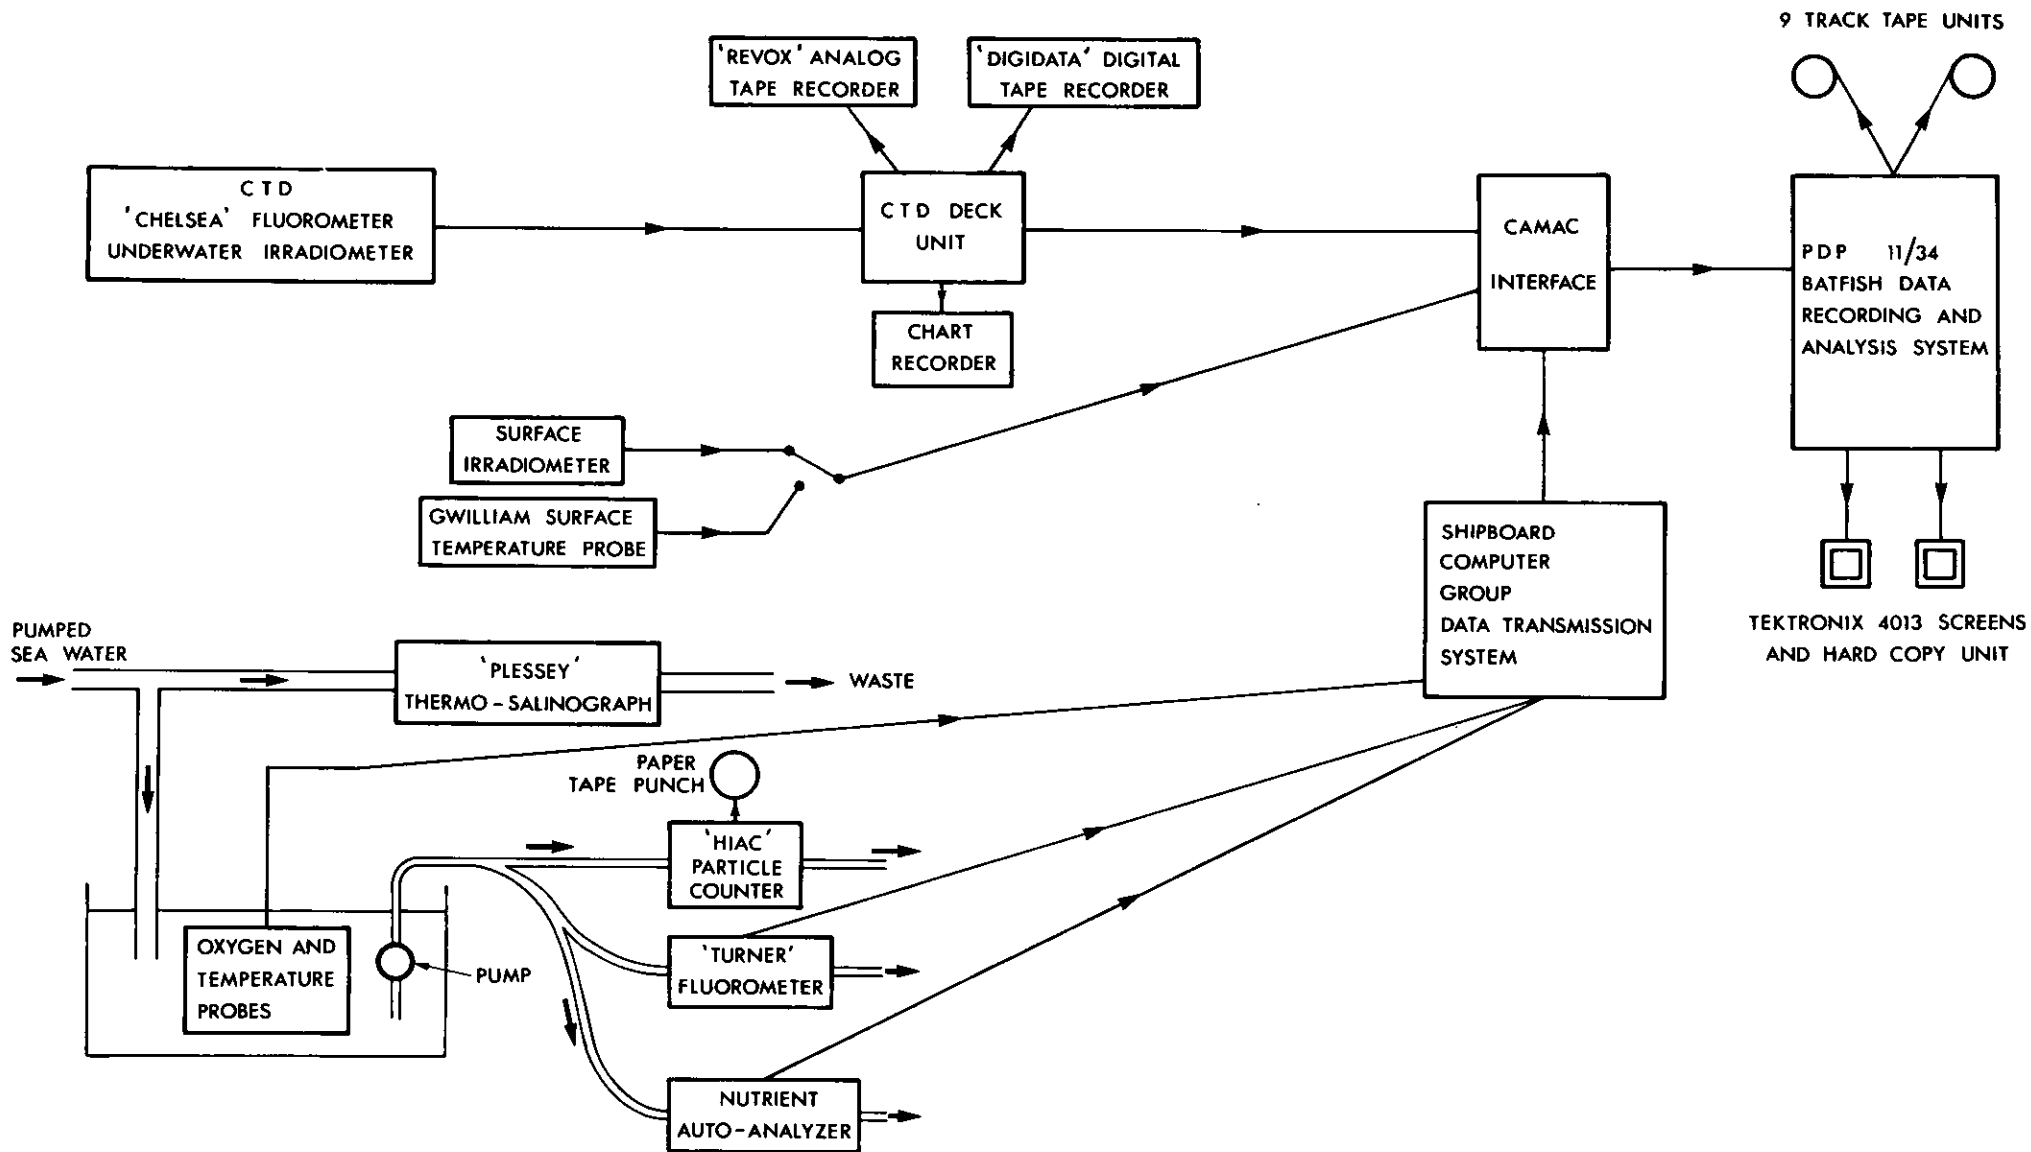 9 TRACK TAPE UNITS
'REVOX' ANALOG
TAPE RECORDER
'DIGIDATA' DIGITAL
TAPE RECORDER
CTD
'CHELSEA' FLUOROMETER
UNDERWATER IRRADIOMETER
CTD DECK
UNIT
CAMAC
INTERFACE
PDP 11/34
BATFISH DATA
RECORDING AND
ANALYSIS SYSTEM
CHART
RECORDER
SURFACE
IRRADIOMETER
GWILLIAM SURFACE
TEMPERATURE PROBE
SHIPBOARD
COMPUTER
GROUP
DATA TRANSMISSION
SYSTEM
TEKTRONIX 4013 SCREENS
AND HARD COPY UNIT
PUMPED
SEA WATER
'PLESSEY'
THERMO-SALINOGRAPH
WASTE
PAPER
TAPE PUNCH
'HIAC'
PARTICLE
COUNTER
OXYGEN AND
TEMPERATURE
PROBES
PUMP
'TURNER'
FLUOROMETER
NUTRIENT
AUTO-ANALYZER